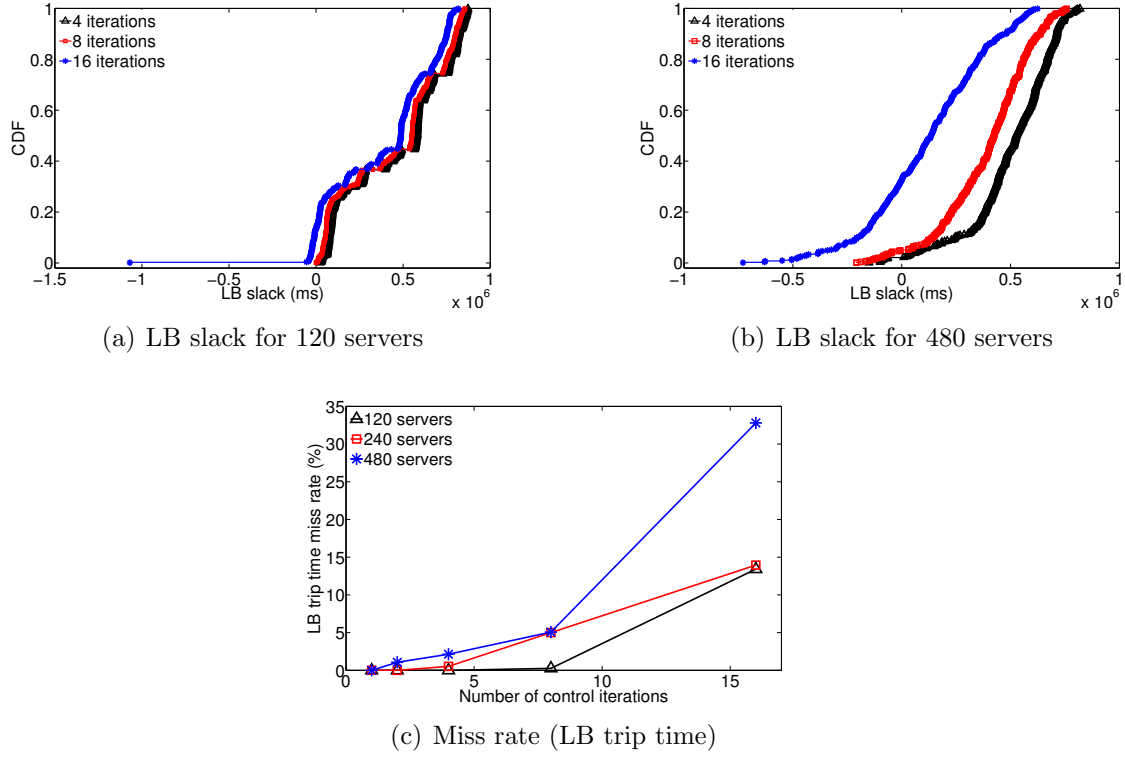 4 iterations
8 iterations
16 iterations
1
0.8
0.6
0.4
0.2
0
CDF
-1.5 -1 -0.5 0 0.5 1
LB slack (ms)
x 10^6
(a) LB slack for 120 servers
4 iterations
8 iterations
16 iterations
1
0.8
0.6
0.4
0.2
0
CDF
-1 -0.5 0 0.5 1
LB slack (ms)
x 10^6
(b) LB slack for 480 servers
120 servers
240 servers
480 servers
35
30
25
20
15
10
5
0
LB trip time miss rate (%)
0 5 10 15
Number of control iterations
(c) Miss rate (LB trip time)